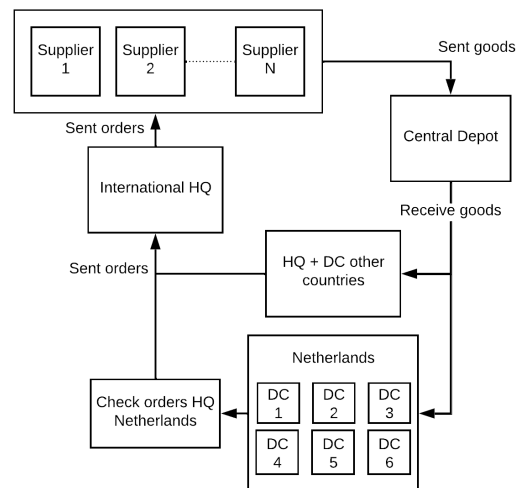 Supplier
1
Supplier
2
Supplier
N
Sent goods
Central Depot
Sent orders
International HQ
Receive goods
Sent orders
HQ + DC other
countries
Netherlands
Check orders HQ
Netherlands
DC
1
DC
2
DC
3
DC
4
DC
5
DC
6